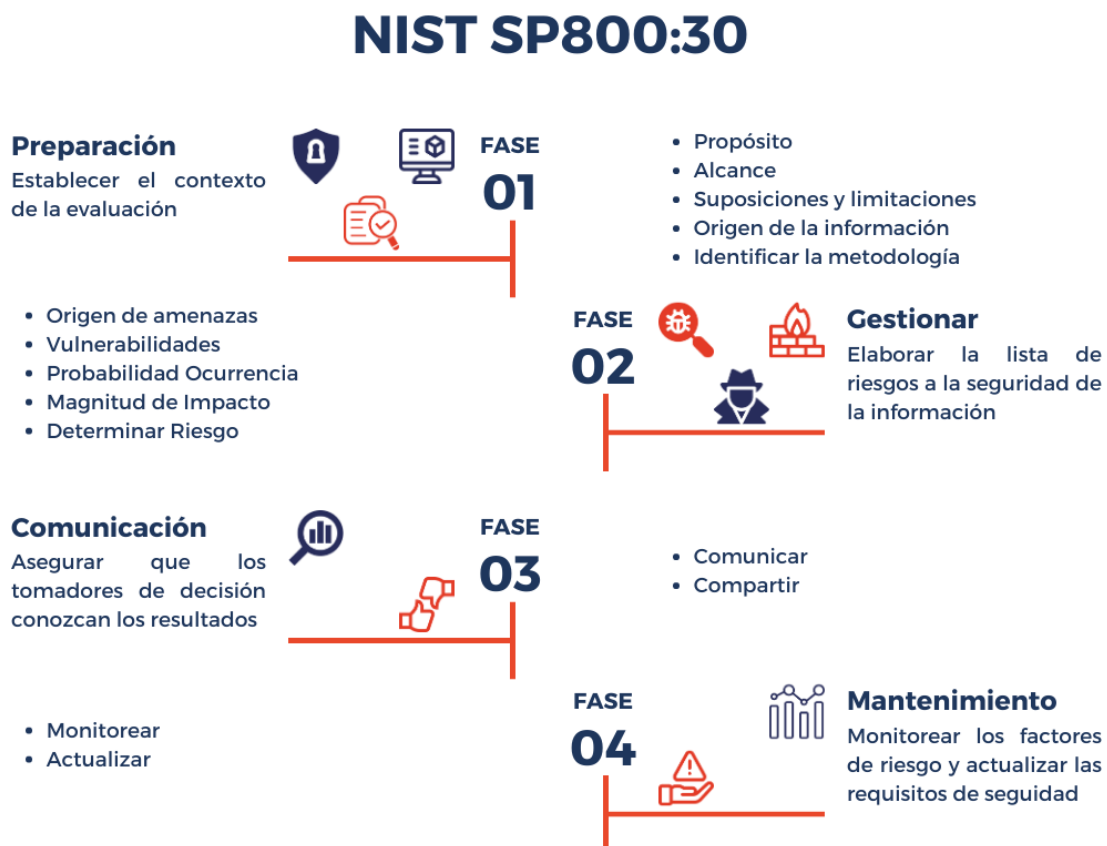 NIST SP800:30
Preparación
Establecer el contexto
de la evaluación
FASE
01
• Propósito
• Alcance
• Suposiciones y limitaciones
• Origen de la información
• Identificar la metodología
• Origen de amenazas
• Vulnerabilidades
• Probabilidad Ocurrencia
• Magnitud de Impacto
• Determinar Riesgo
FASE
02
Gestionar
Elaborar la lista de
riesgos a la seguridad de
la información
Comunicación
Asegurar que los
tomadores de decisión
conozcan los resultados
FASE
03
• Comunicar
• Compartir
• Monitorear
• Actualizar
FASE
04
Mantenimiento
Monitorear los factores
de riesgo y actualizar las
requisitos de seguidad